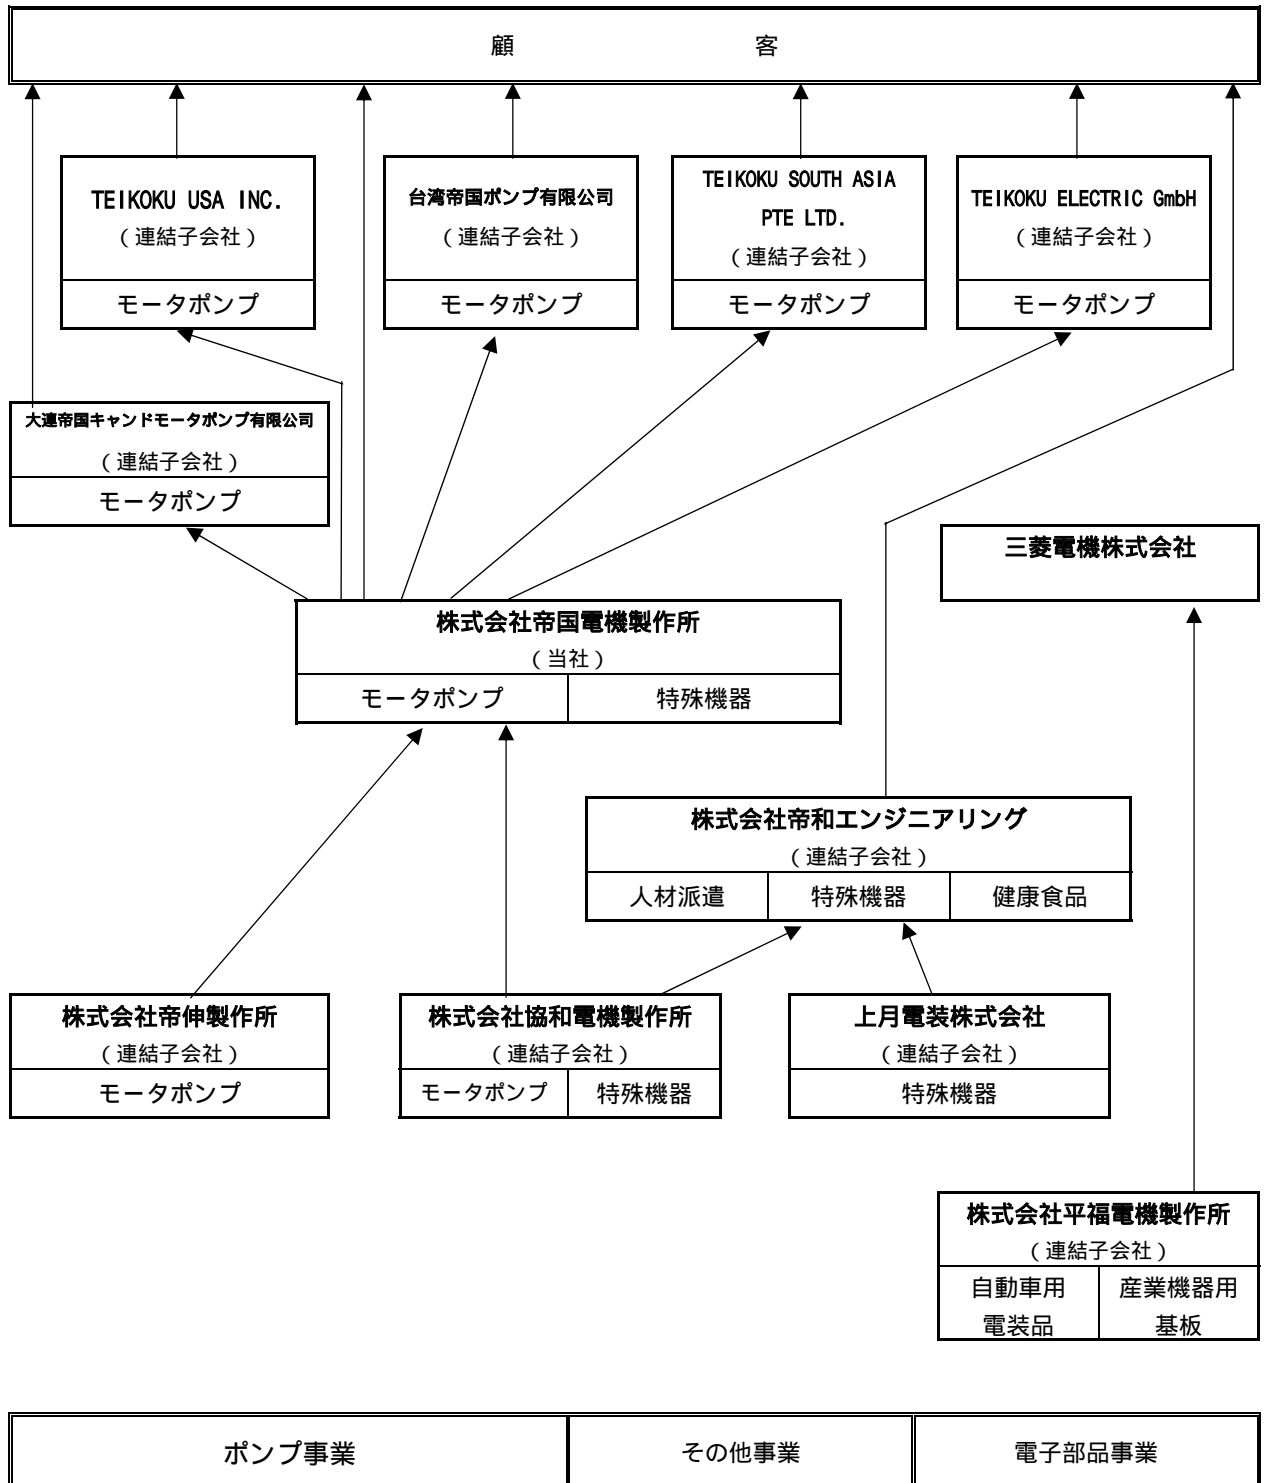 顧　　　　　客
TEIKOKU USA INC.
（連結子会社）
モータポンプ
台湾帝国ポンプ有限公司
（連結子会社）
モータポンプ
TEIKOKU SOUTH ASIA
PTE LTD.
（連結子会社）
モータポンプ
TEIKOKU ELECTRIC GmbH
（連結子会社）
モータポンプ
大連帝国キャンドモータポンプ有限公司
（連結子会社）
モータポンプ
三菱電機株式会社
株式会社帝国電機製作所
（当社）
モータポンプ　特殊機器
株式会社帝和エンジニアリング
（連結子会社）
人材派遣　特殊機器　健康食品
株式会社帝伸製作所
（連結子会社）
モータポンプ
株式会社協和電機製作所
（連結子会社）
モータポンプ　特殊機器
上月電装株式会社
（連結子会社）
特殊機器
株式会社平福電機製作所
（連結子会社）
自動車用
電装品
産業機器用
基板
ポンプ事業　その他事業　電子部品事業